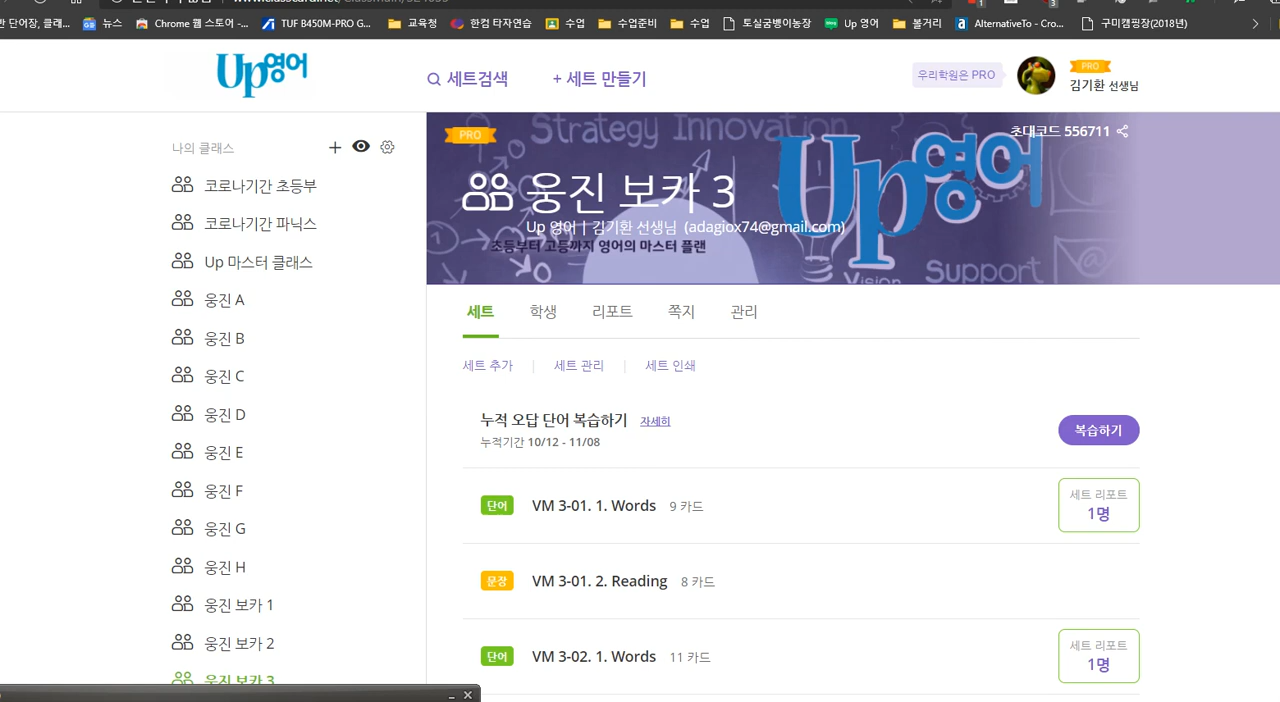 단어장, 클래...
뉴스
Chrome 웹 스토어 -...
TUF B450M-PRO G...
교육청
한컴 타자연습
수업
수업준비
수업
토실굼벵이농장
Up 영어
볼거리
AlternativeTo - Cro...
구미캠핑장(2018년)
Up영어
세트검색
+ 세트 만들기
우리학원은 PRO
PRO
김기환 선생님
나의 클래스
코로나기간 초등부
코로나기간 파닉스
Up 마스터 클래스
웅진 A
웅진 B
웅진 C
웅진 D
웅진 E
웅진 F
웅진 G
웅진 H
웅진 보카 1
웅진 보카 2
웅진 보카 3
PRO
Strategy Innovation
초대코드 556711
Up영어
웅진 보카 3
Up 영어 | 김기환 선생님 (adagiox74@gmail.com)
초등부터 고등까지 영어의 마스터 플랜
Vision
Support
세트
학생
리포트
쪽지
관리
세트 추가
세트 관리
세트 인쇄
누적 오답 단어 복습하기 자세히
누적기간 10/12 - 11/08
복습하기
단어 VM 3-01. 1. Words 9 카드
세트 리포트
1명
문장 VM 3-01. 2. Reading 8 카드
단어 VM 3-02. 1. Words 11 카드
세트 리포트
1명